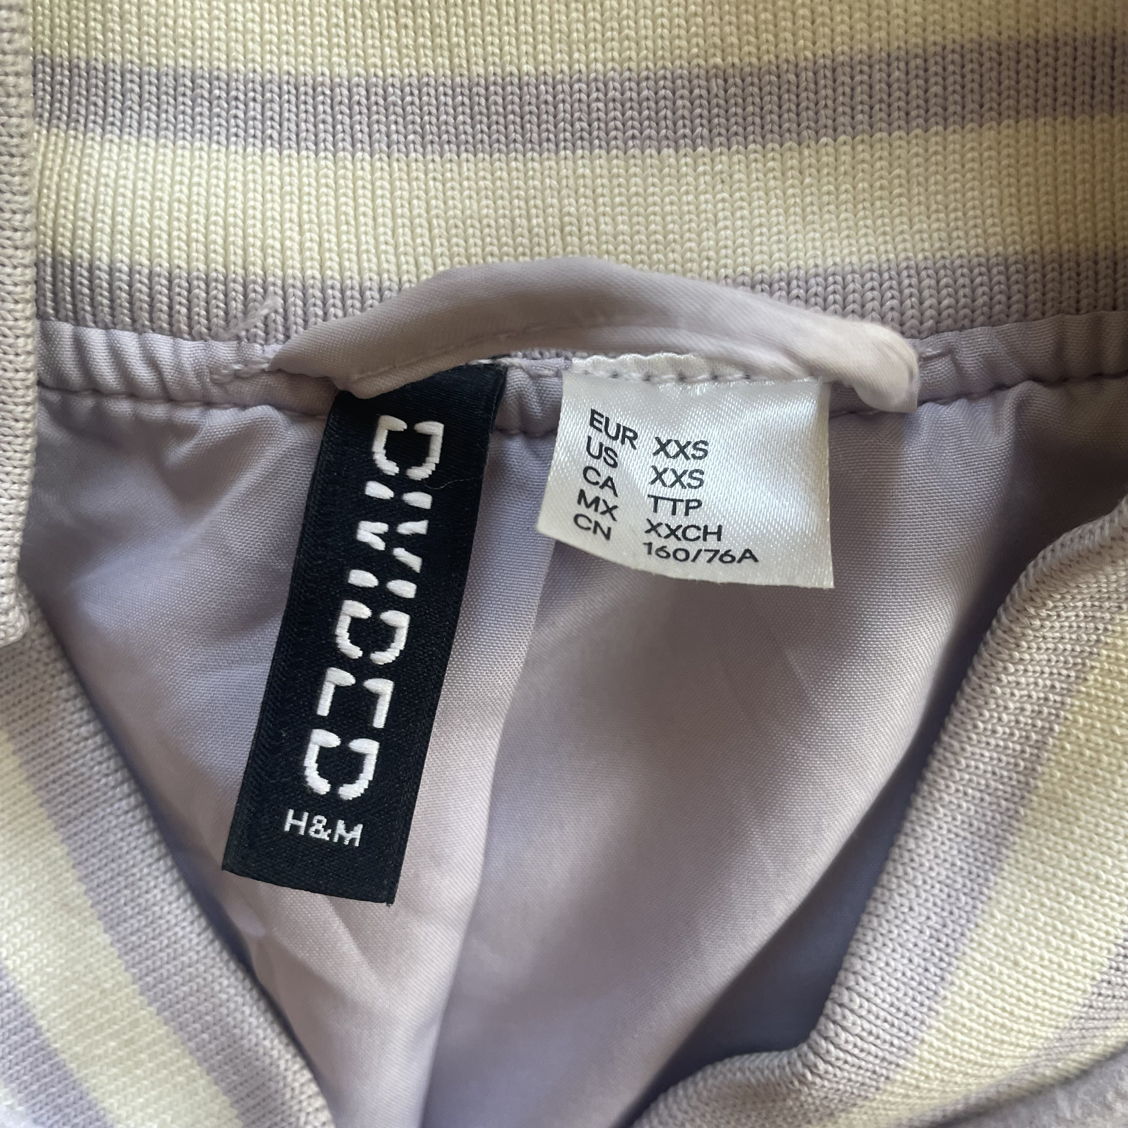 DIVIDED
H&M
EUR XXS
US XXS
CA TTP
MX XXCH
CN 160/76A